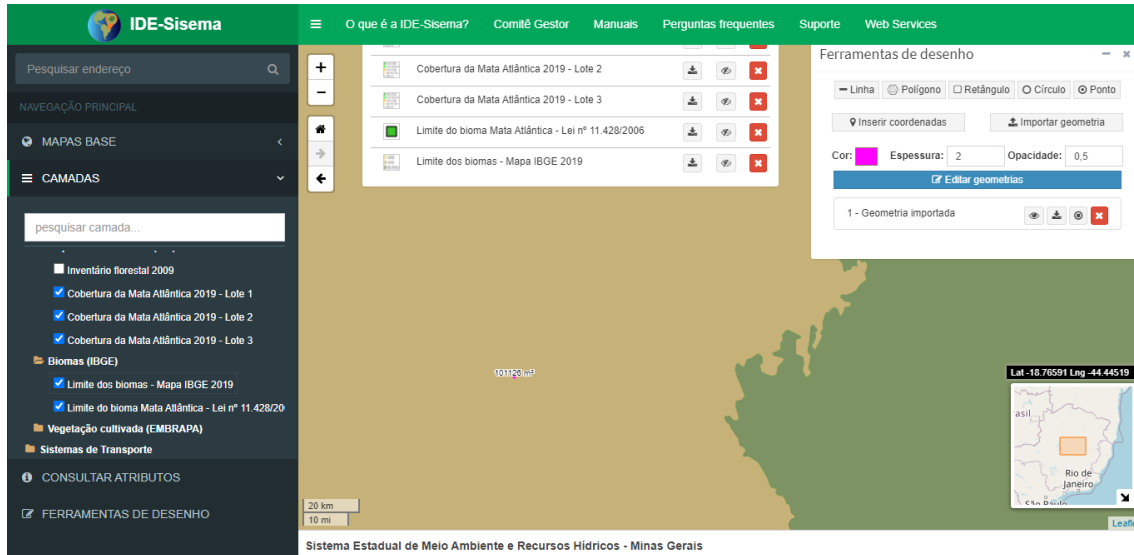 IDE-Sisema
O que é a IDE-Sisema? Comitê Gestor Manuais Perguntas frequentes Suporte Web Services
Pesquisar endereço
NAVEGAÇÃO PRINCIPAL
MAPAS BASE
CAMADAS
pesquisar camada...
Inventário florestal 2009
Cobertura da Mata Atlântica 2019 - Lote 1
Cobertura da Mata Atlântica 2019 - Lote 2
Cobertura da Mata Atlântica 2019 - Lote 3
Biomas (IBGE)
Limite dos biomas - Mapa IBGE 2019
Limite do bioma Mata Atlântica - Lei nº 11.428/20
Vegetação cultivada (EMBRAPA)
Sistemas de Transporte
CONSULTAR ATRIBUTOS
FERRAMENTAS DE DESENHO
+
−
Cobertura da Mata Atlântica 2019 - Lote 2
Cobertura da Mata Atlântica 2019 - Lote 3
Limite do bioma Mata Atlântica - Lei nº 11.428/2006
Limite dos biomas - Mapa IBGE 2019
Ferramentas de desenho
Linha Polígono Retângulo Círculo Ponto
Inserir coordenadas Importar geometria
Cor: Espessura: 2 Opacidade: 0,5
Editar geometrias
1 - Geometria importada
101126 m²
Lat -18.76591 Lng -44.44519
asil
Rio de
Janeiro
São Paulo
20 km
10 mi
Leafl
Sistema Estadual de Meio Ambiente e Recursos Hídricos - Minas Gerais